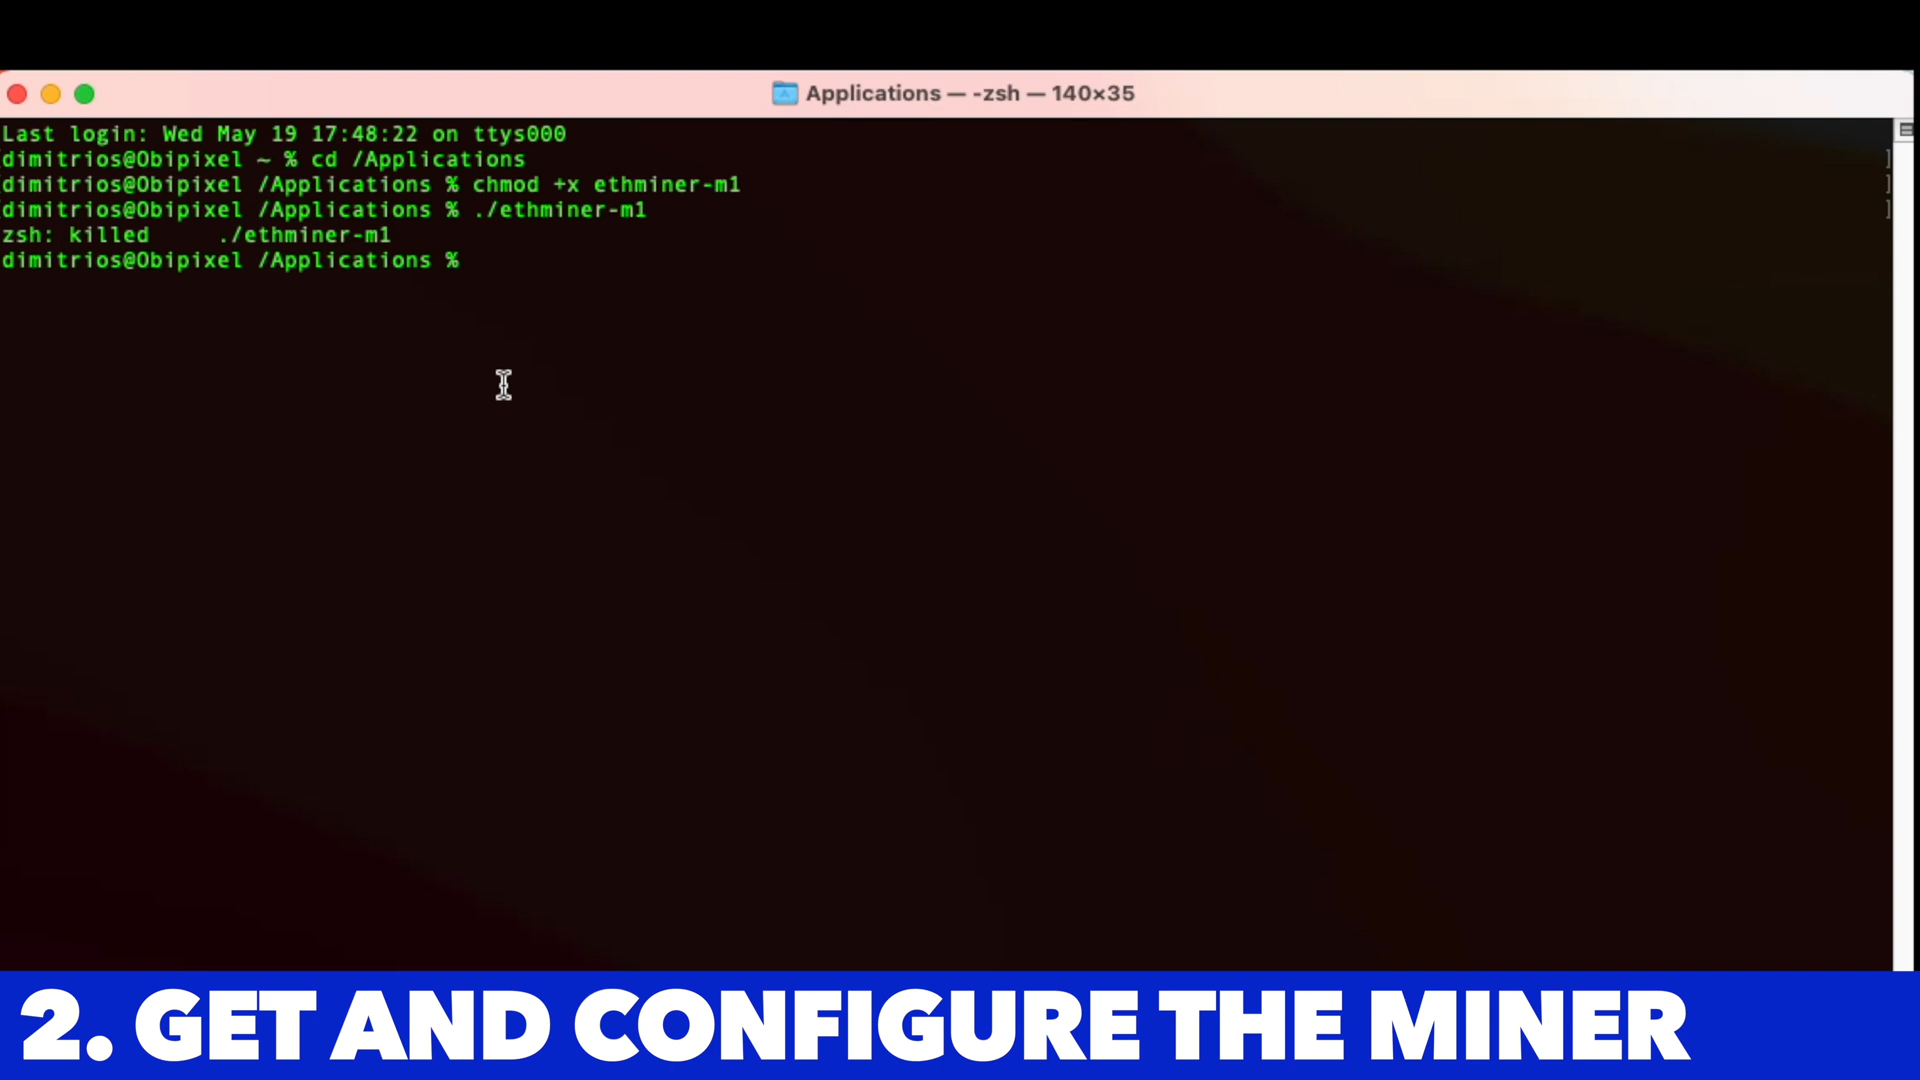 Applications — -zsh — 140×35
Last login: Wed May 19 17:48:22 on ttys000
[dimitrios@Obipixel ~ % cd /Applications ]
[dimitrios@Obipixel /Applications % chmod +x ethminer-m1 ]
[dimitrios@Obipixel /Applications % ./ethminer-m1 ]
zsh: killed     ./ethminer-m1
dimitrios@Obipixel /Applications %
2. GET AND CONFIGURE THE MINER